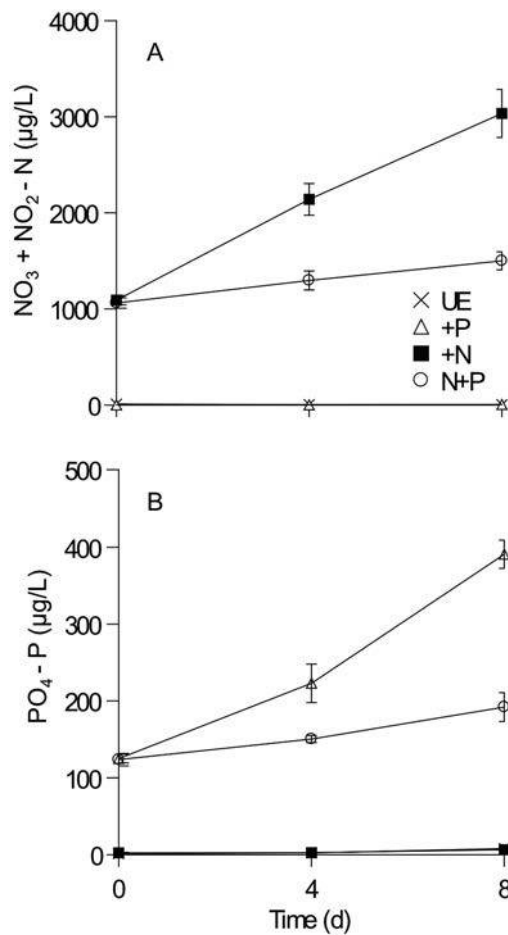 A
NO₃ + NO₂ - N (µg/L)
4000
3000
2000
1000
0
UE
+P
+N
N+P
B
PO₄ - P (µg/L)
500
400
300
200
100
0
0 4 8
Time (d)